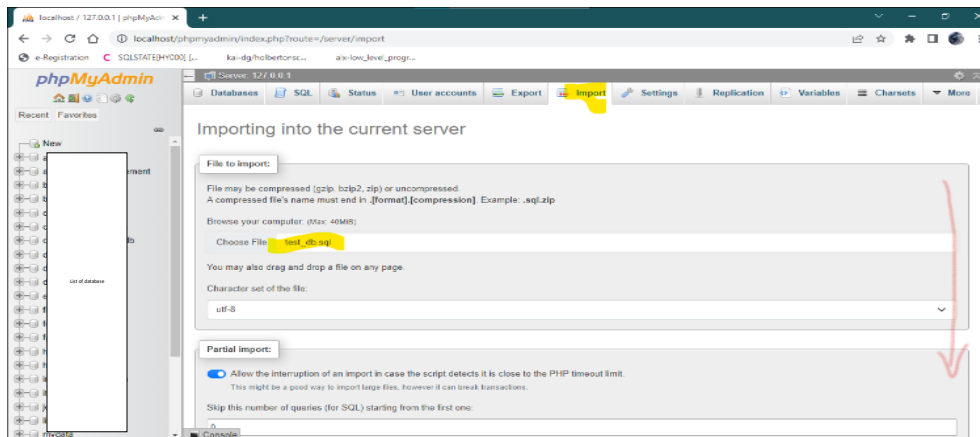 localhost / 127.0.0.1 | phpMyAdm
localhost/phpmyadmin/index.php?route=/server/import
e-Registration
SQLSTATE[HY000] [...
kai-dg/holbertonsc...
alx-low_level_progr...
phpMyAdmin
Recent Favorites
New
ement
db
List of database
Server: 127.0.0.1
Databases SQL Status User accounts Export Import Settings Replication Variables Charsets More
Importing into the current server
File to import:
File may be compressed (gzip, bzip2, zip) or uncompressed.
A compressed file's name must end in .[format].[compression]. Example: .sql.zip
Browse your computer: (Max: 40MiB)
Choose File test_db.sql
You may also drag and drop a file on any page.
Character set of the file:
utf-8
Partial import:
Allow the interruption of an import in case the script detects it is close to the PHP timeout limit.
This might be a good way to import large files, however it can break transactions.
Skip this number of queries (for SQL) starting from the first one:
0
Console